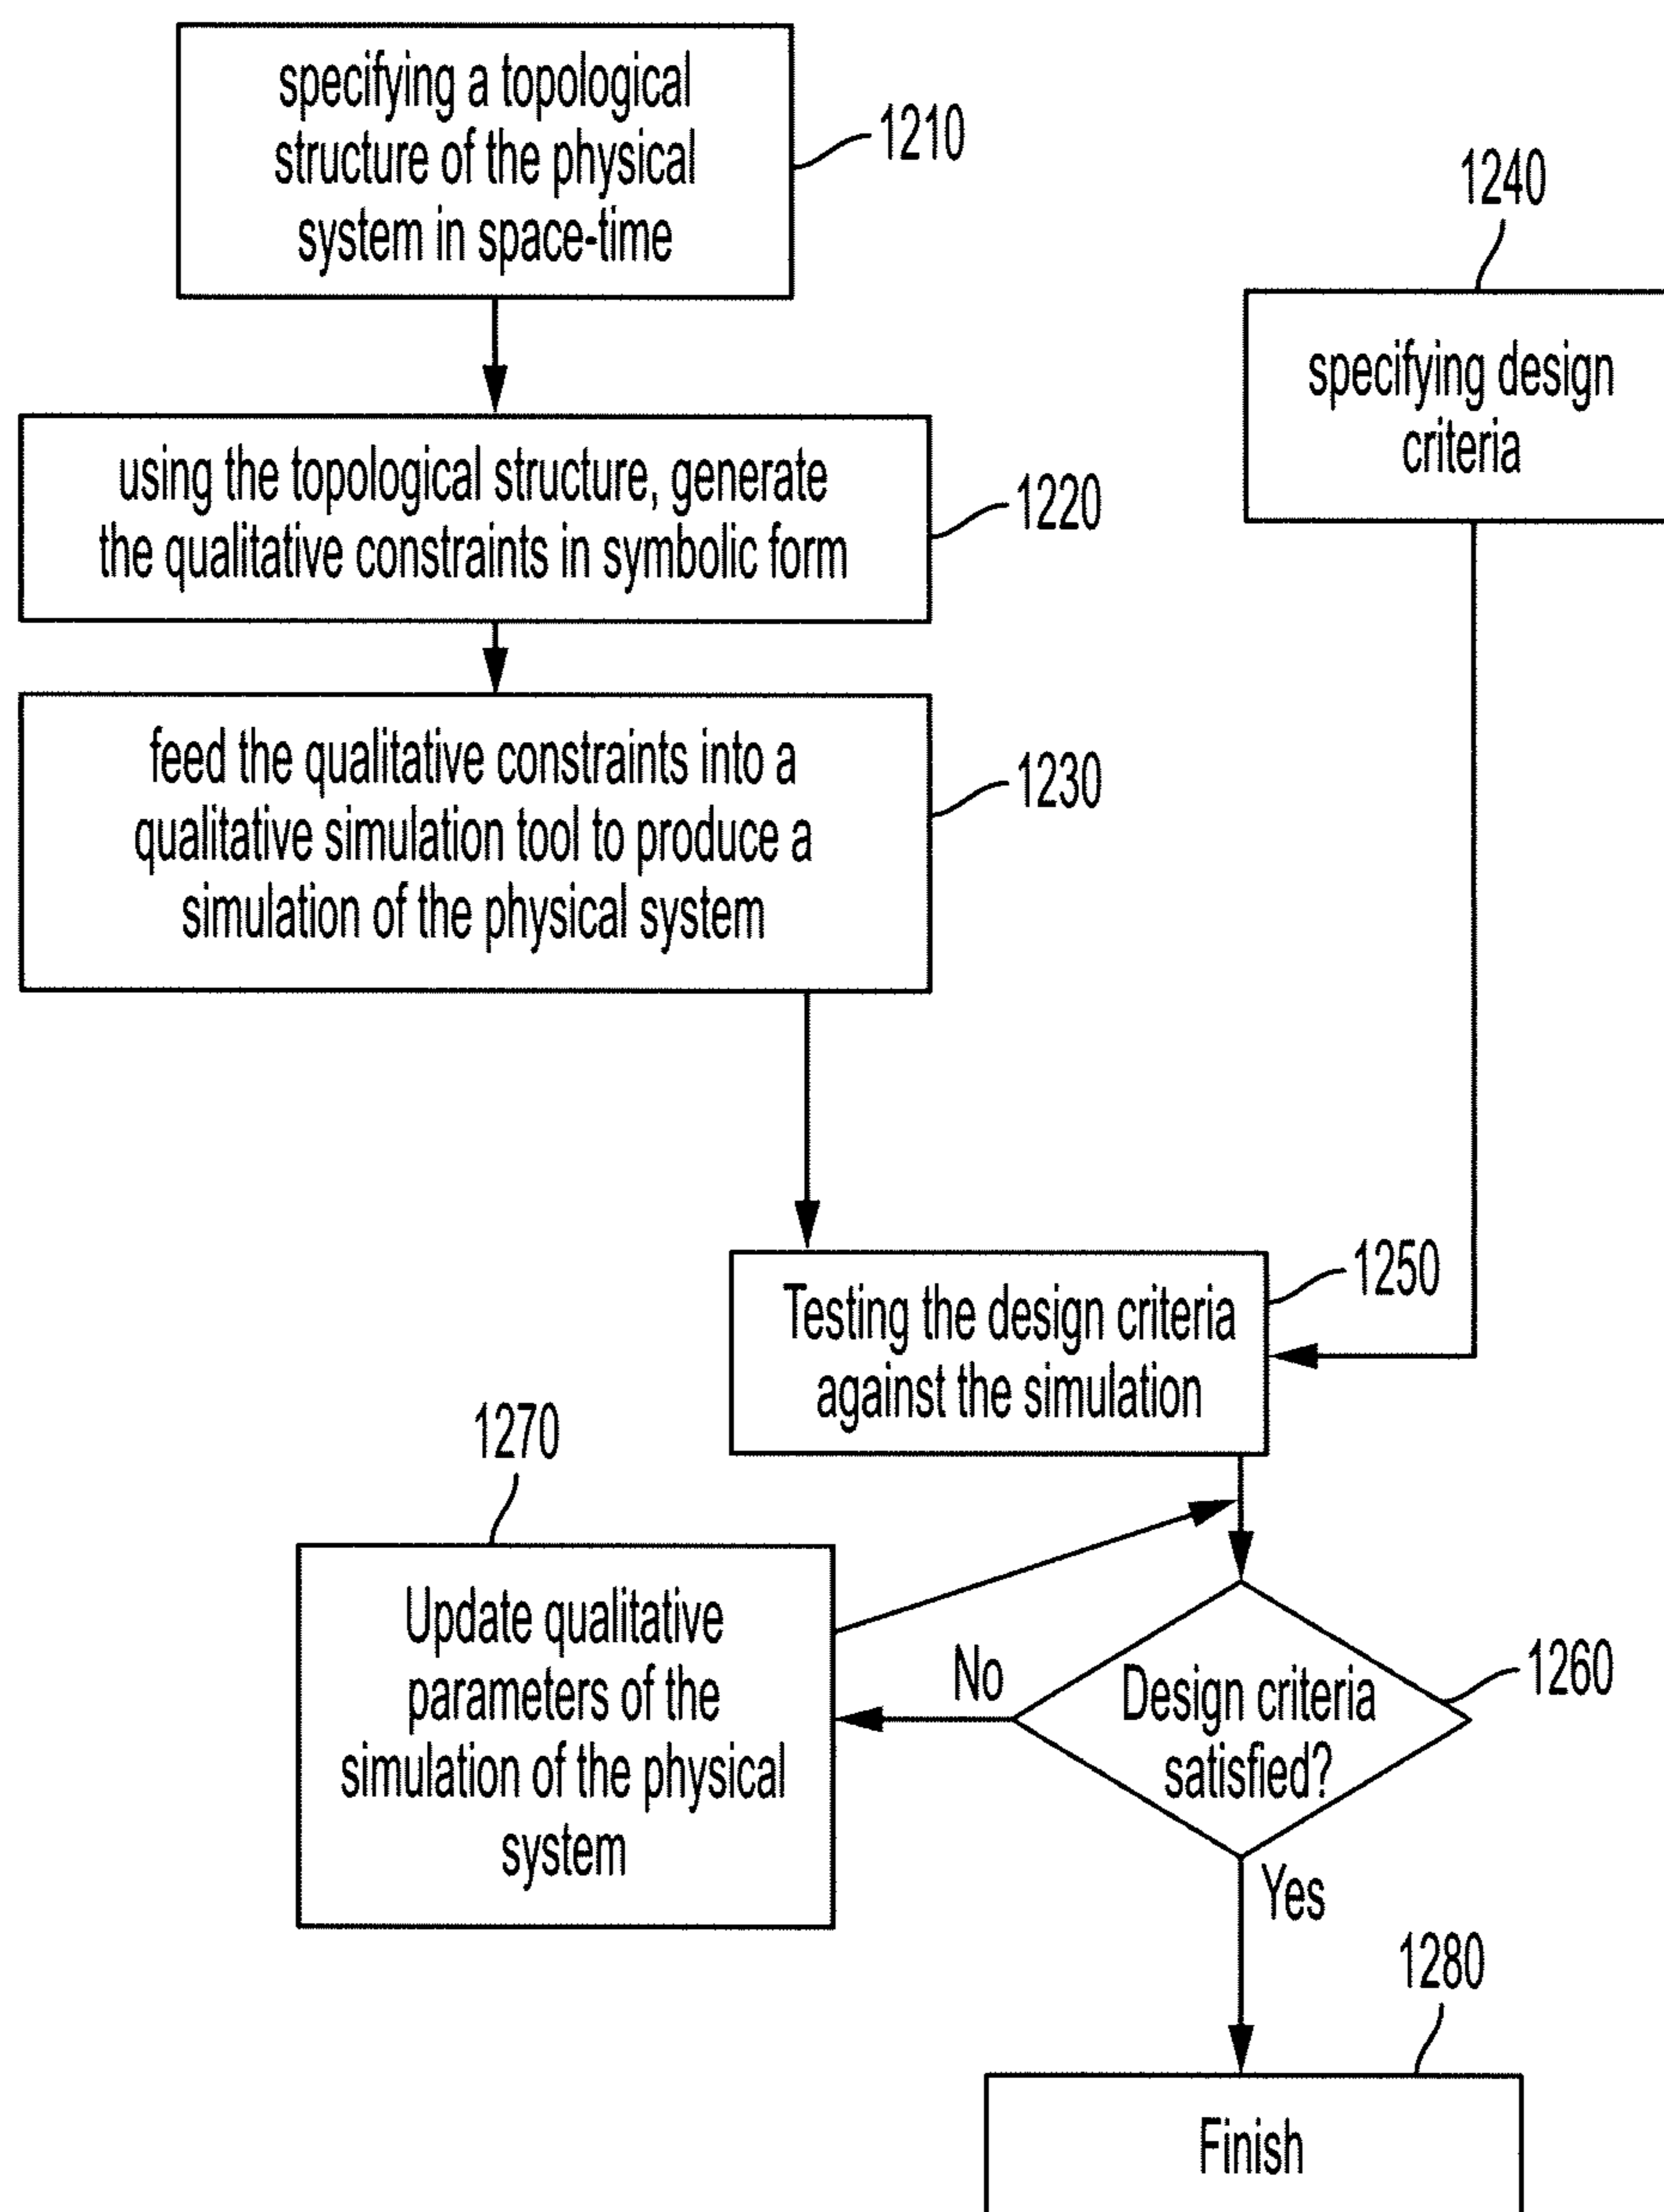 specifying a topological
structure of the physical
system in space-time
1210
using the topological structure, generate
the qualitative constraints in symbolic form
1220
feed the qualitative constraints into a
qualitative simulation tool to produce a
simulation of the physical system
1230
1240
specifying design
criteria
Testing the design criteria
against the simulation
1250
1270
Update qualitative
parameters of the
simulation of the physical
system
No
Design criteria
satisfied?
1260
Yes
1280
Finish